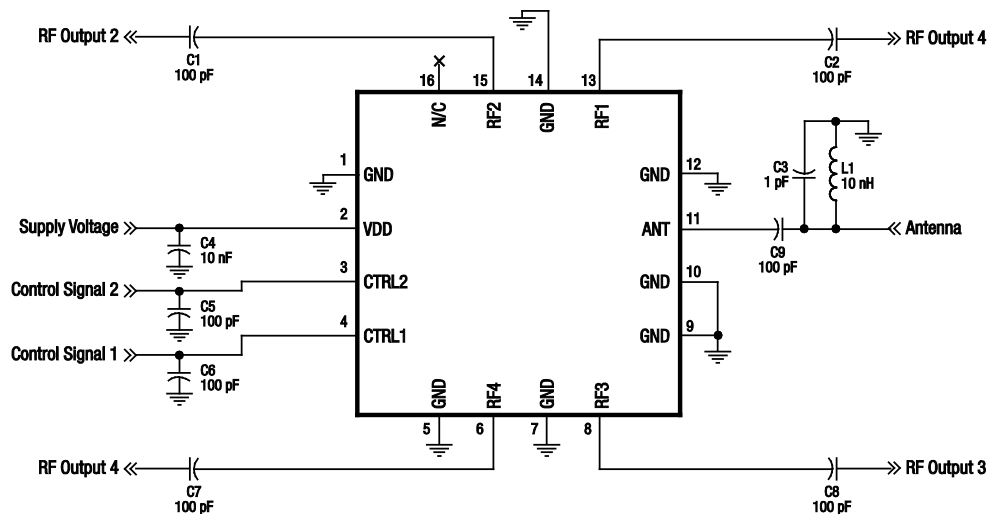 RF Output 2
C1
100 pF
16
15
14
13
C2
100 pF
RF Output 4
N/C
RF2
GND
RF1
1
GND
GND
12
C3
1 pF
L1
10 nH
Supply Voltage
2
VDD
ANT
11
C9
100 pF
Antenna
C4
10 nF
Control Signal 2
3
CTRL2
GND
10
C5
100 pF
Control Signal 1
4
CTRL1
GND
9
C6
100 pF
GND
RF4
GND
RF3
5
6
7
8
RF Output 4
C7
100 pF
C8
100 pF
RF Output 3